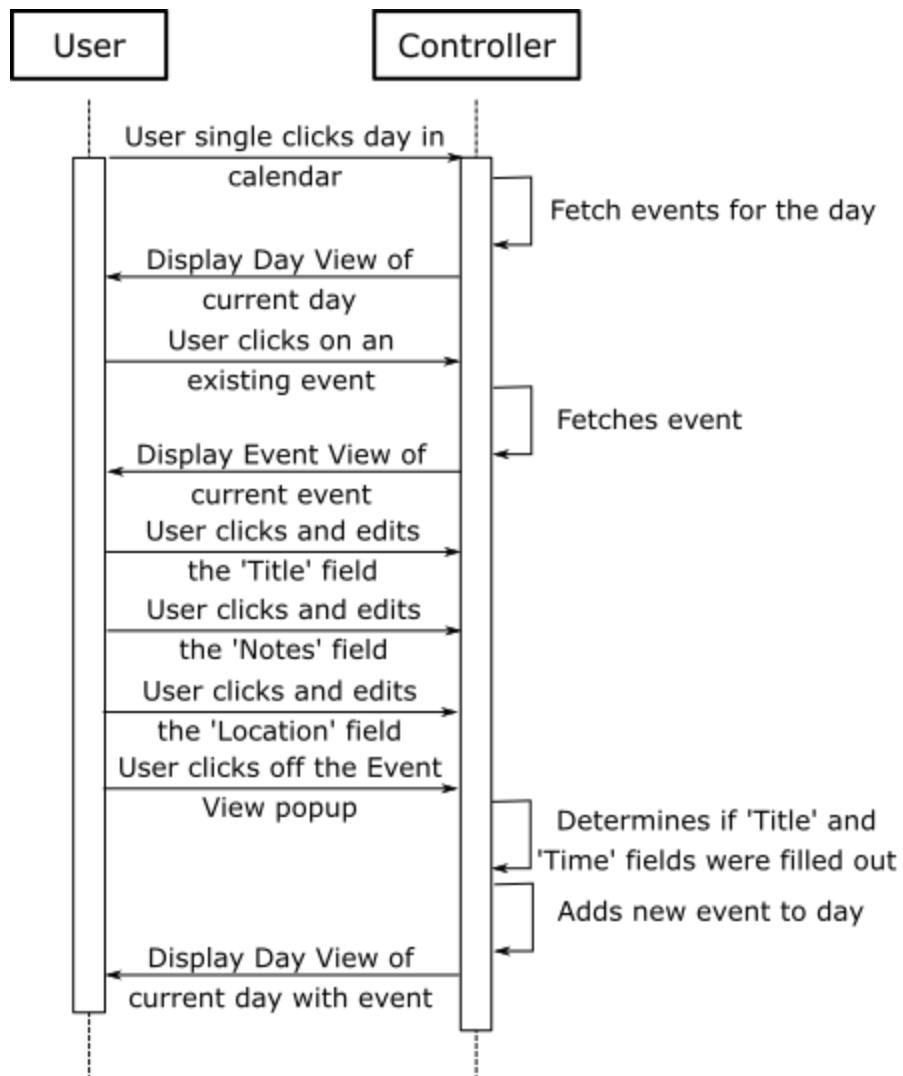 User
Controller
User single clicks day in
calendar
Fetch events for the day
Display Day View of
current day
User clicks on an
existing event
Fetches event
Display Event View of
current event
User clicks and edits
the 'Title' field
User clicks and edits
the 'Notes' field
User clicks and edits
the 'Location' field
User clicks off the Event
View popup
Determines if 'Title' and
'Time' fields were filled out
Adds new event to day
Display Day View of
current day with event